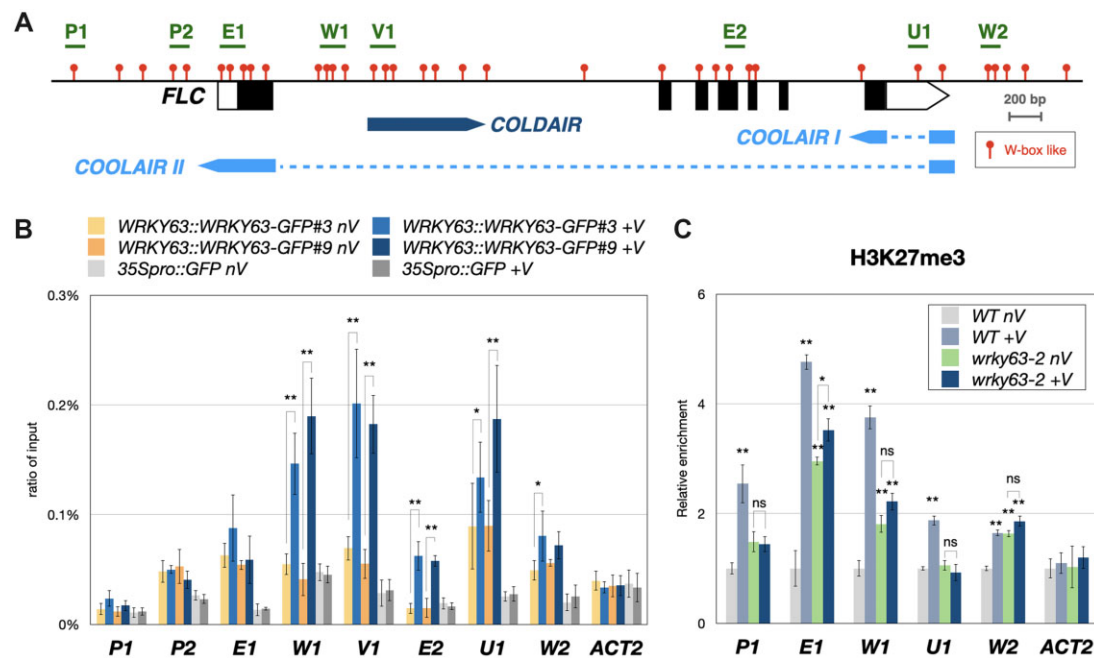 A
P1 P2 E1 W1 V1 E2 U1 W2
FLC
200 bp
COLDAIR
COOLAIR I
W-box like
COOLAIR II
B
WRKY63::WRKY63-GFP#3 nV WRKY63::WRKY63-GFP#3 +V
WRKY63::WRKY63-GFP#9 nV WRKY63::WRKY63-GFP#9 +V
35Spro::GFP nV 35Spro::GFP +V
ratio of input
0.3%
0.2%
0.1%
0%
** ** ** ** ** ** * ** *
P1 P2 E1 W1 V1 E2 U1 W2 ACT2
C
H3K27me3
WT nV
WT +V
wrky63-2 nV
wrky63-2 +V
Relative enrichment
6
4
2
0
** ns ** ** * ** ** ** ns ** ** ns ** ** ns **
P1 E1 W1 U1 W2 ACT2